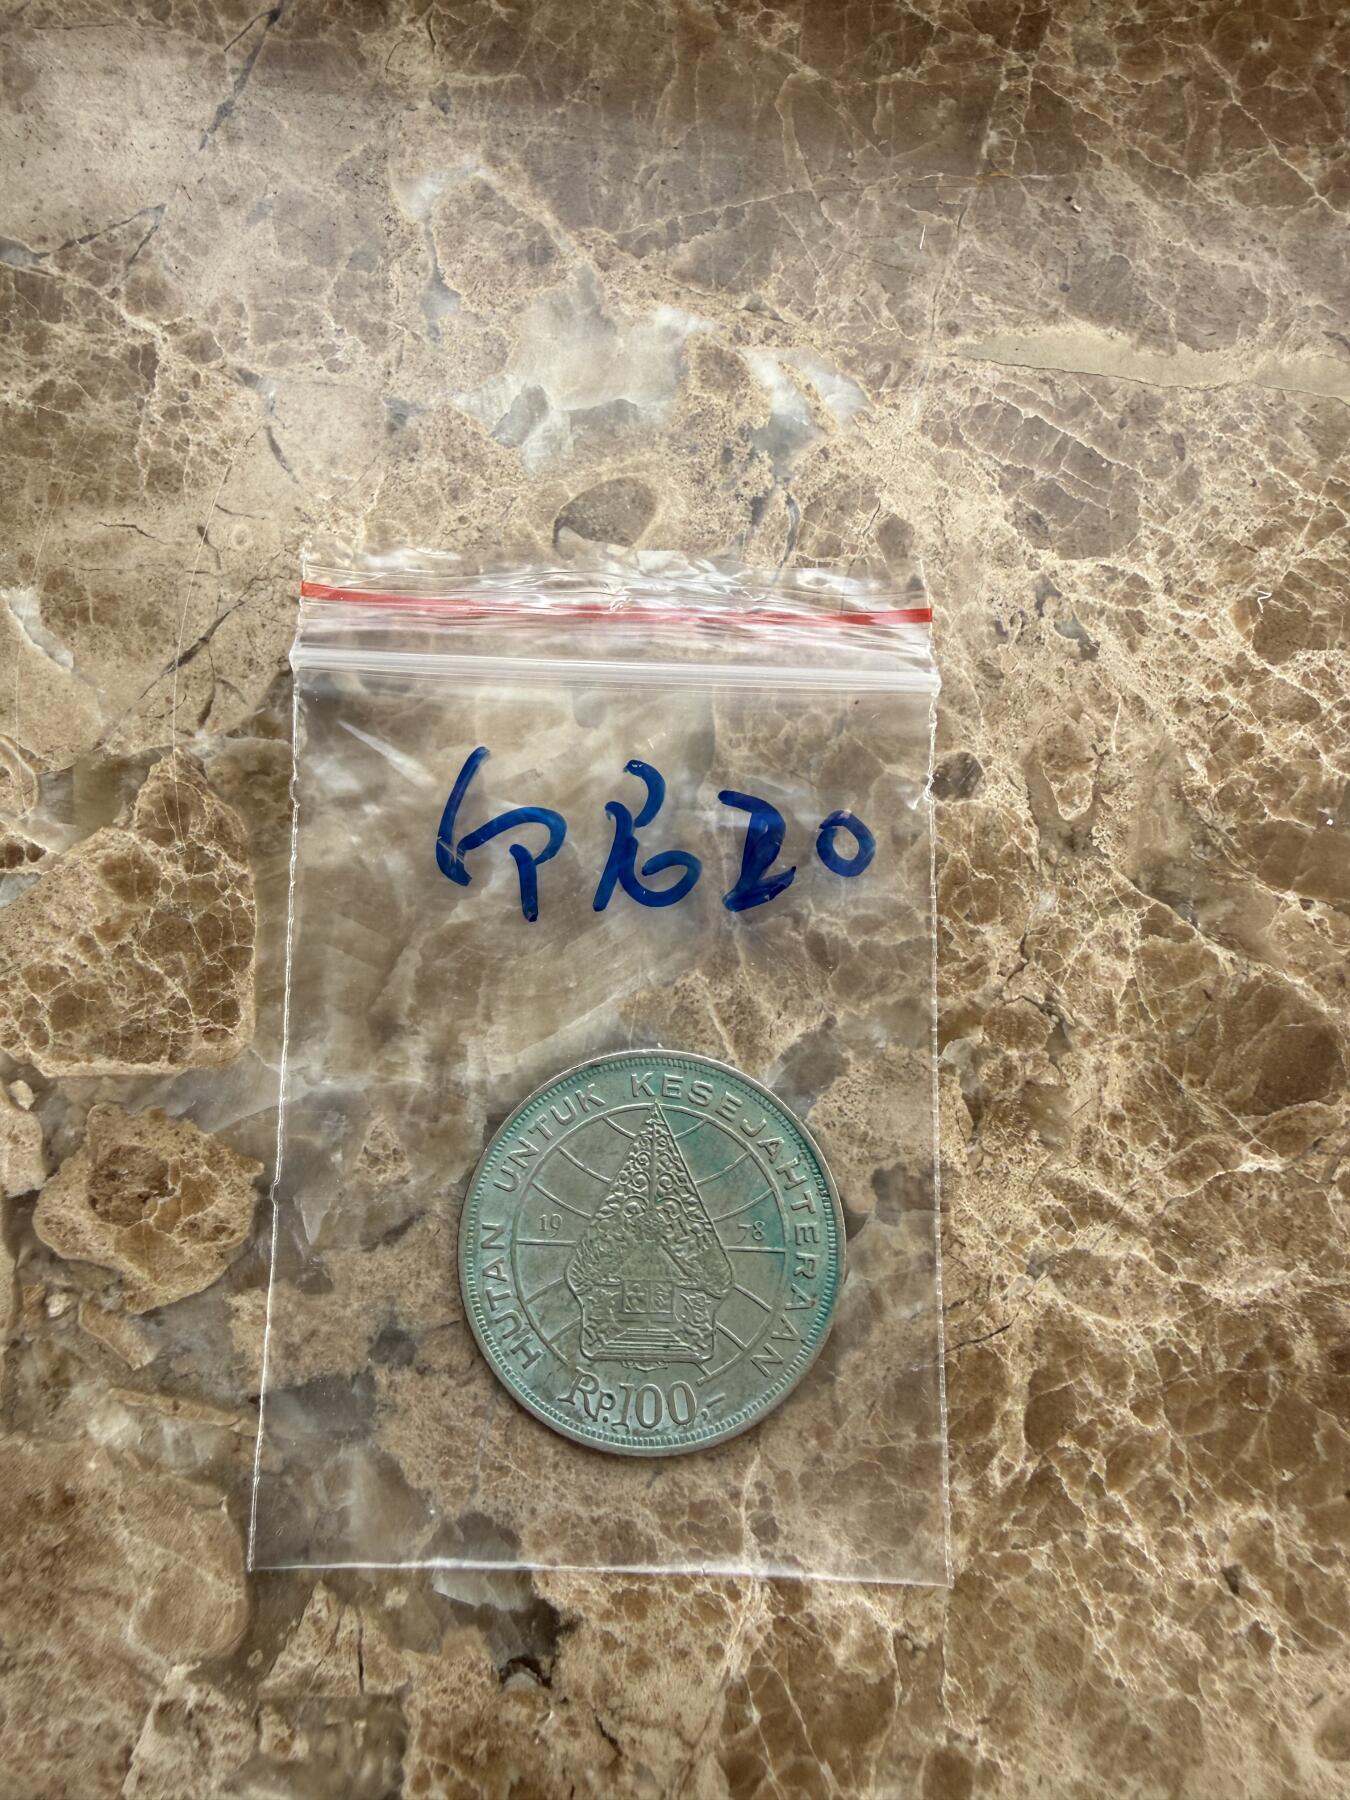 印尼20
HUTAN UNTUK KESEJAHTERAAN
19 78
Rp.100,=